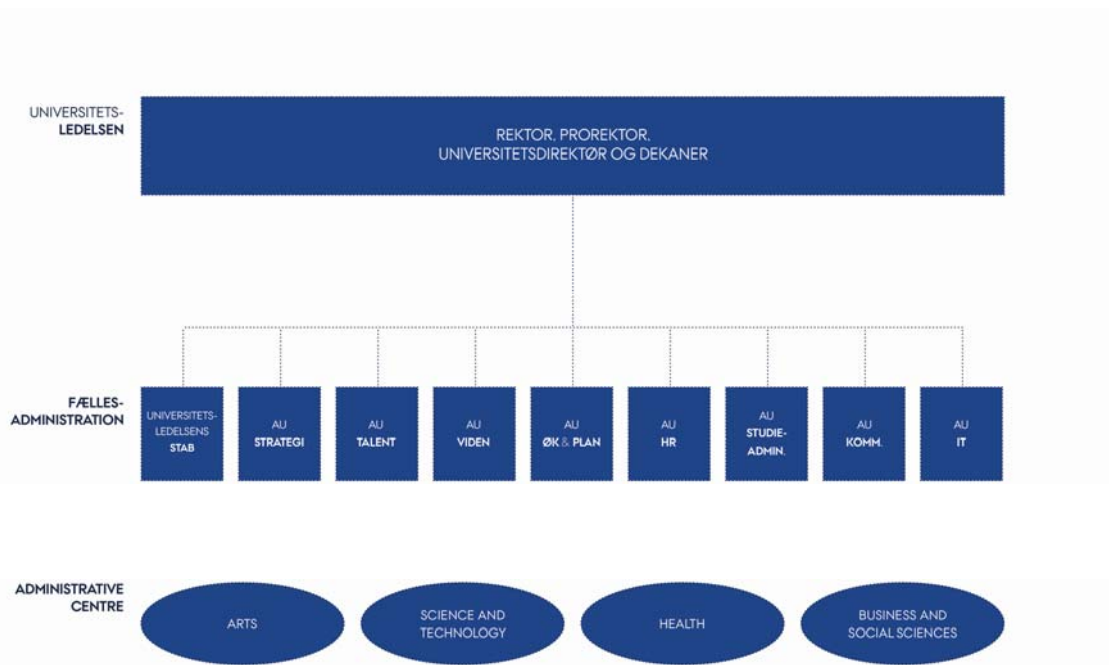 UNIVERSITETS-
LEDELSEN
REKTOR, PROREKTOR,
UNIVERSITETSDIREKTØR OG DEKANER
FÆLLES-
ADMINISTRATION
UNIVERSITETS-
LEDELSENS
STAB
AU
STRATEGI
AU
TALENT
AU
VIDEN
AU
ØK & PLAN
AU
HR
AU
STUDIE-
ADMIN.
AU
KOMM.
AU
IT
ADMINISTRATIVE
CENTRE
ARTS
SCIENCE AND
TECHNOLOGY
HEALTH
BUSINESS AND
SOCIAL SCIENCES